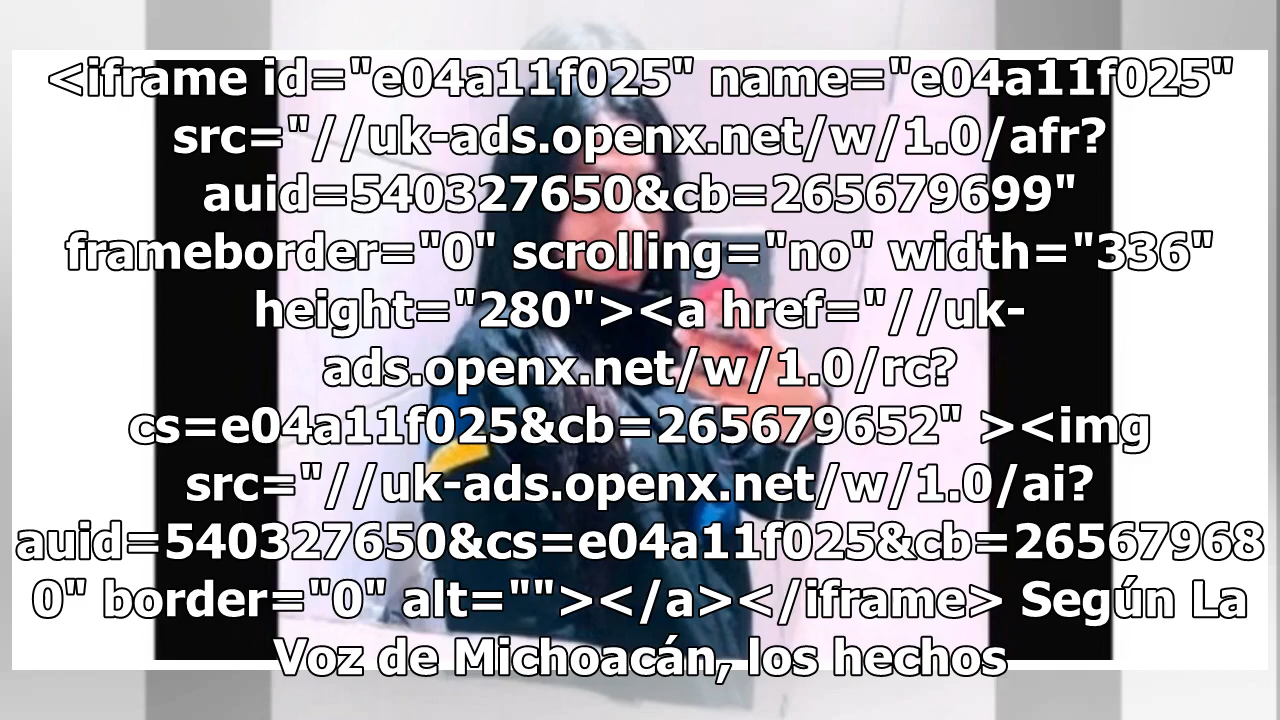 <iframe id="e04a11f025" name="e04a11f025"
src="//uk-ads.openx.net/w/1.0/afr?
auid=540327650&cb=265679699"
frameborder="0" scrolling="no" width="336"
height="280"><a href="//uk-
ads.openx.net/w/1.0/rc?
cs=e04a11f025&cb=265679652" ><img
src="//uk-ads.openx.net/w/1.0/ai?
auid=540327650&cs=e04a11f025&cb=26567968
0" border="0" alt=""></a></iframe> Según La
Voz de Michoacán, los hechos